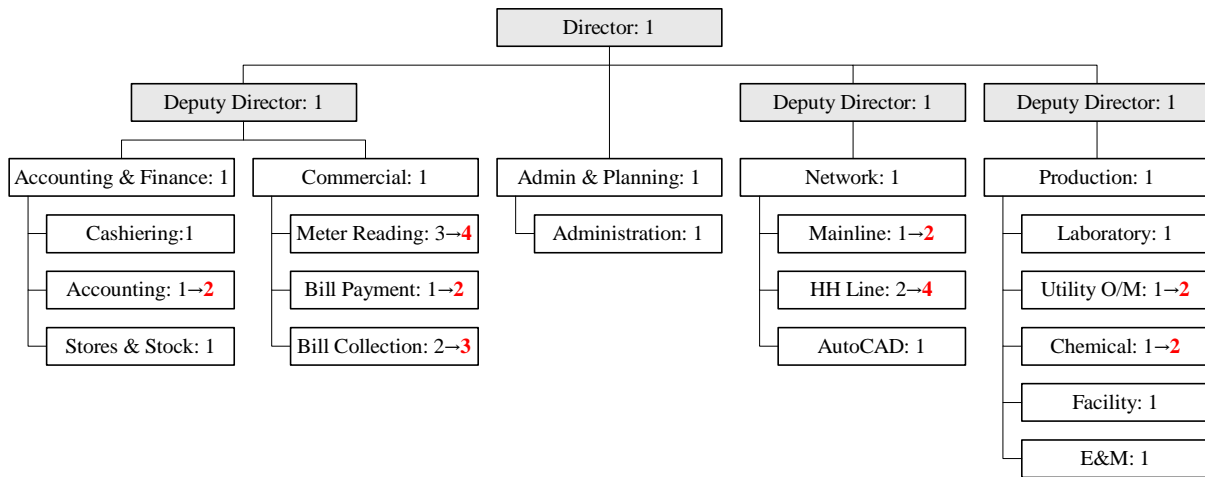 Director: 1
Deputy Director: 1
Deputy Director: 1
Deputy Director: 1
Accounting & Finance: 1
Commercial: 1
Admin & Planning: 1
Network: 1
Production: 1
Cashiering:1
Meter Reading: 3→4
Administration: 1
Mainline: 1→2
Laboratory: 1
Accounting: 1→2
Bill Payment: 1→2
HH Line: 2→4
Utility O/M: 1→2
Stores & Stock: 1
Bill Collection: 2→3
AutoCAD: 1
Chemical: 1→2
Facility: 1
E&M: 1